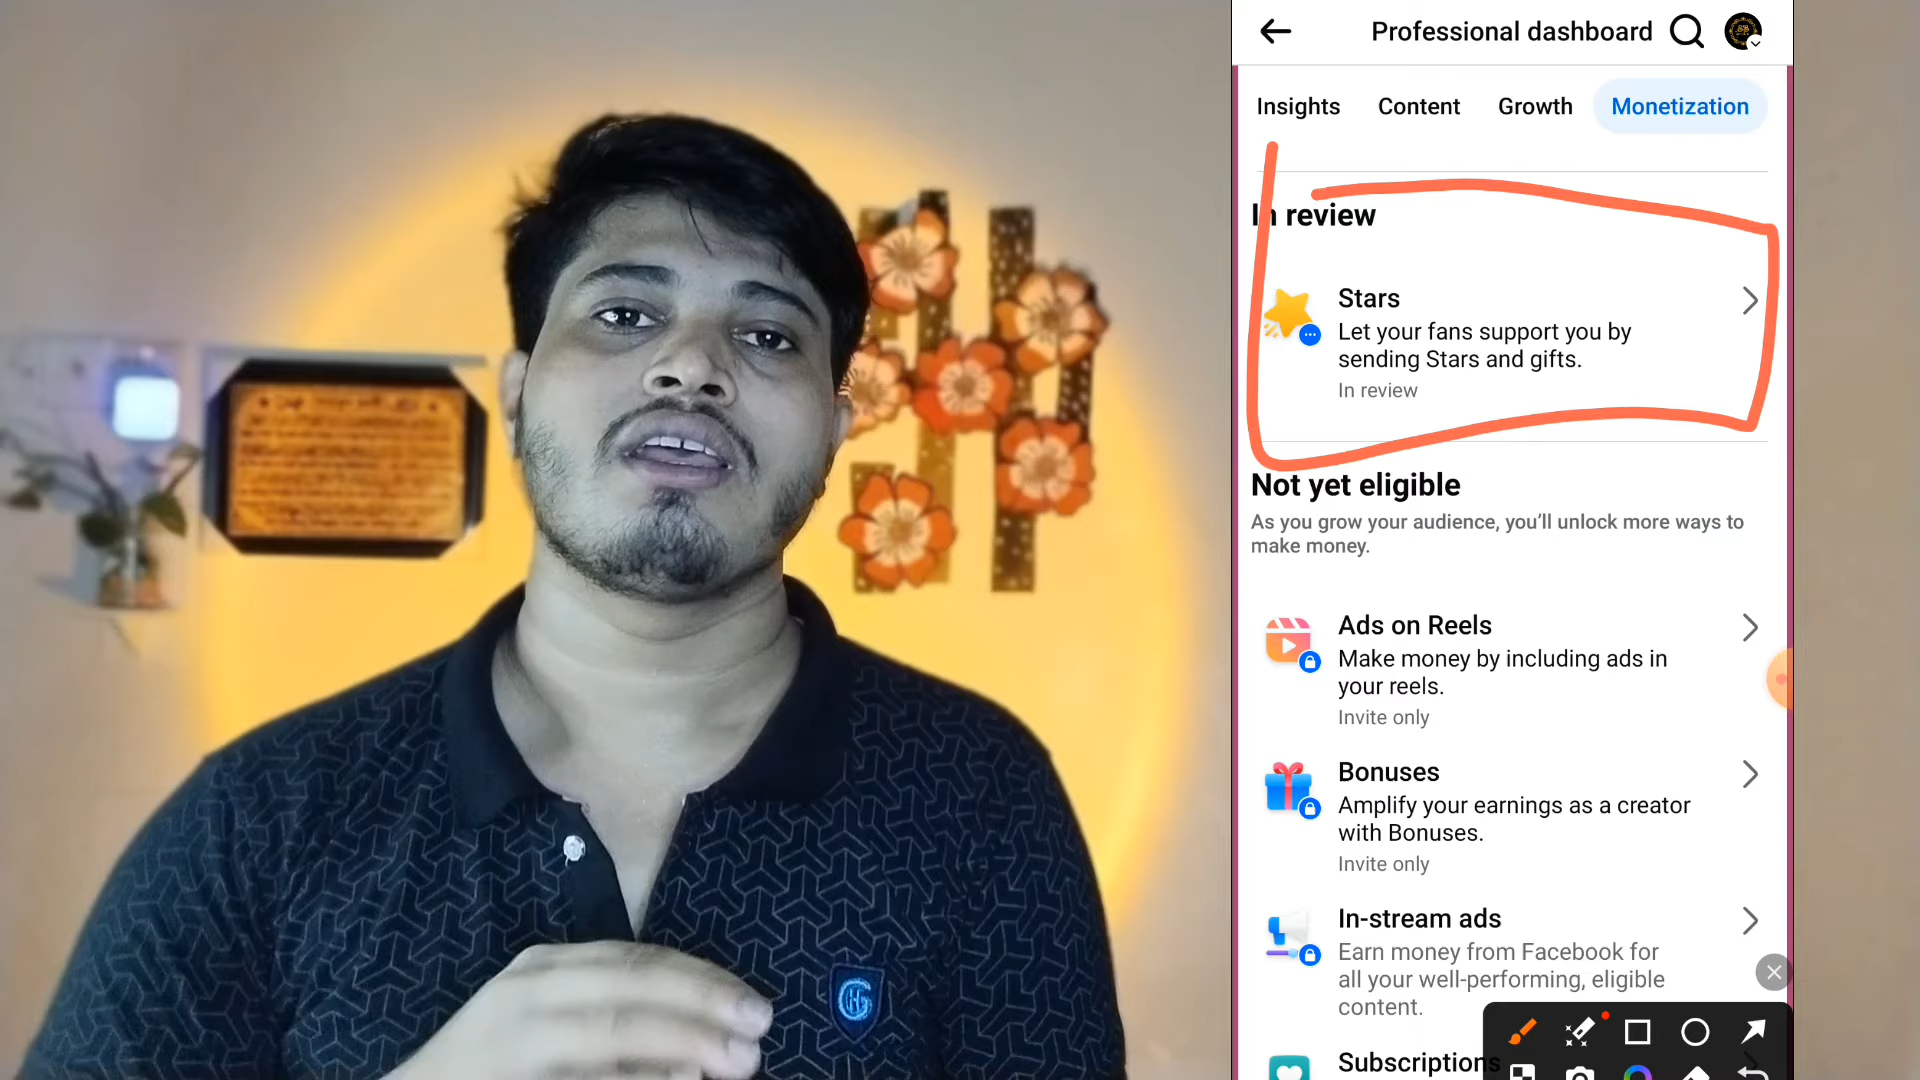 Professional dashboard
Insights Content Growth Monetization
In review
Stars
Let your fans support you by
sending Stars and gifts.
In review
Not yet eligible
As you grow your audience, you’ll unlock more ways to
make money.
Ads on Reels
Make money by including ads in
your reels.
Invite only
Bonuses
Amplify your earnings as a creator
with Bonuses.
Invite only
In-stream ads
Earn money from Facebook for
all your well-performing, eligible
content.
Subscriptions